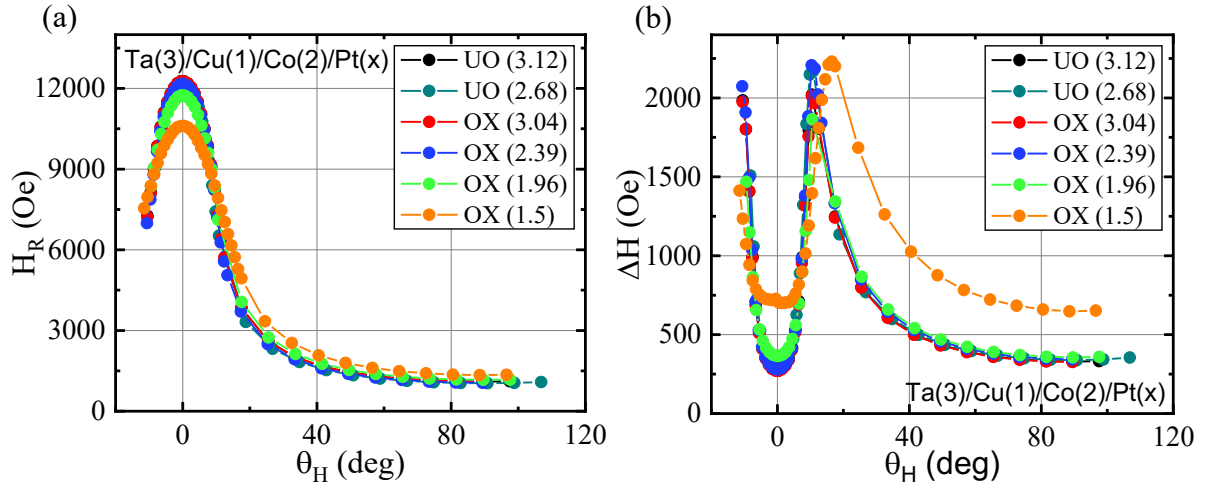 (a)
Ta(3)/Cu(1)/Co(2)/Pt(x)
UO (3.12)
UO (2.68)
OX (3.04)
OX (2.39)
OX (1.96)
OX (1.5)
12000
9000
6000
3000
0
H_R (Oe)
0 40 80 120
θ_H (deg)
(b)
UO (3.12)
UO (2.68)
OX (3.04)
OX (2.39)
OX (1.96)
OX (1.5)
2000
1500
1000
500
0
ΔH (Oe)
Ta(3)/Cu(1)/Co(2)/Pt(x)
0 40 80 120
θ_H (deg)